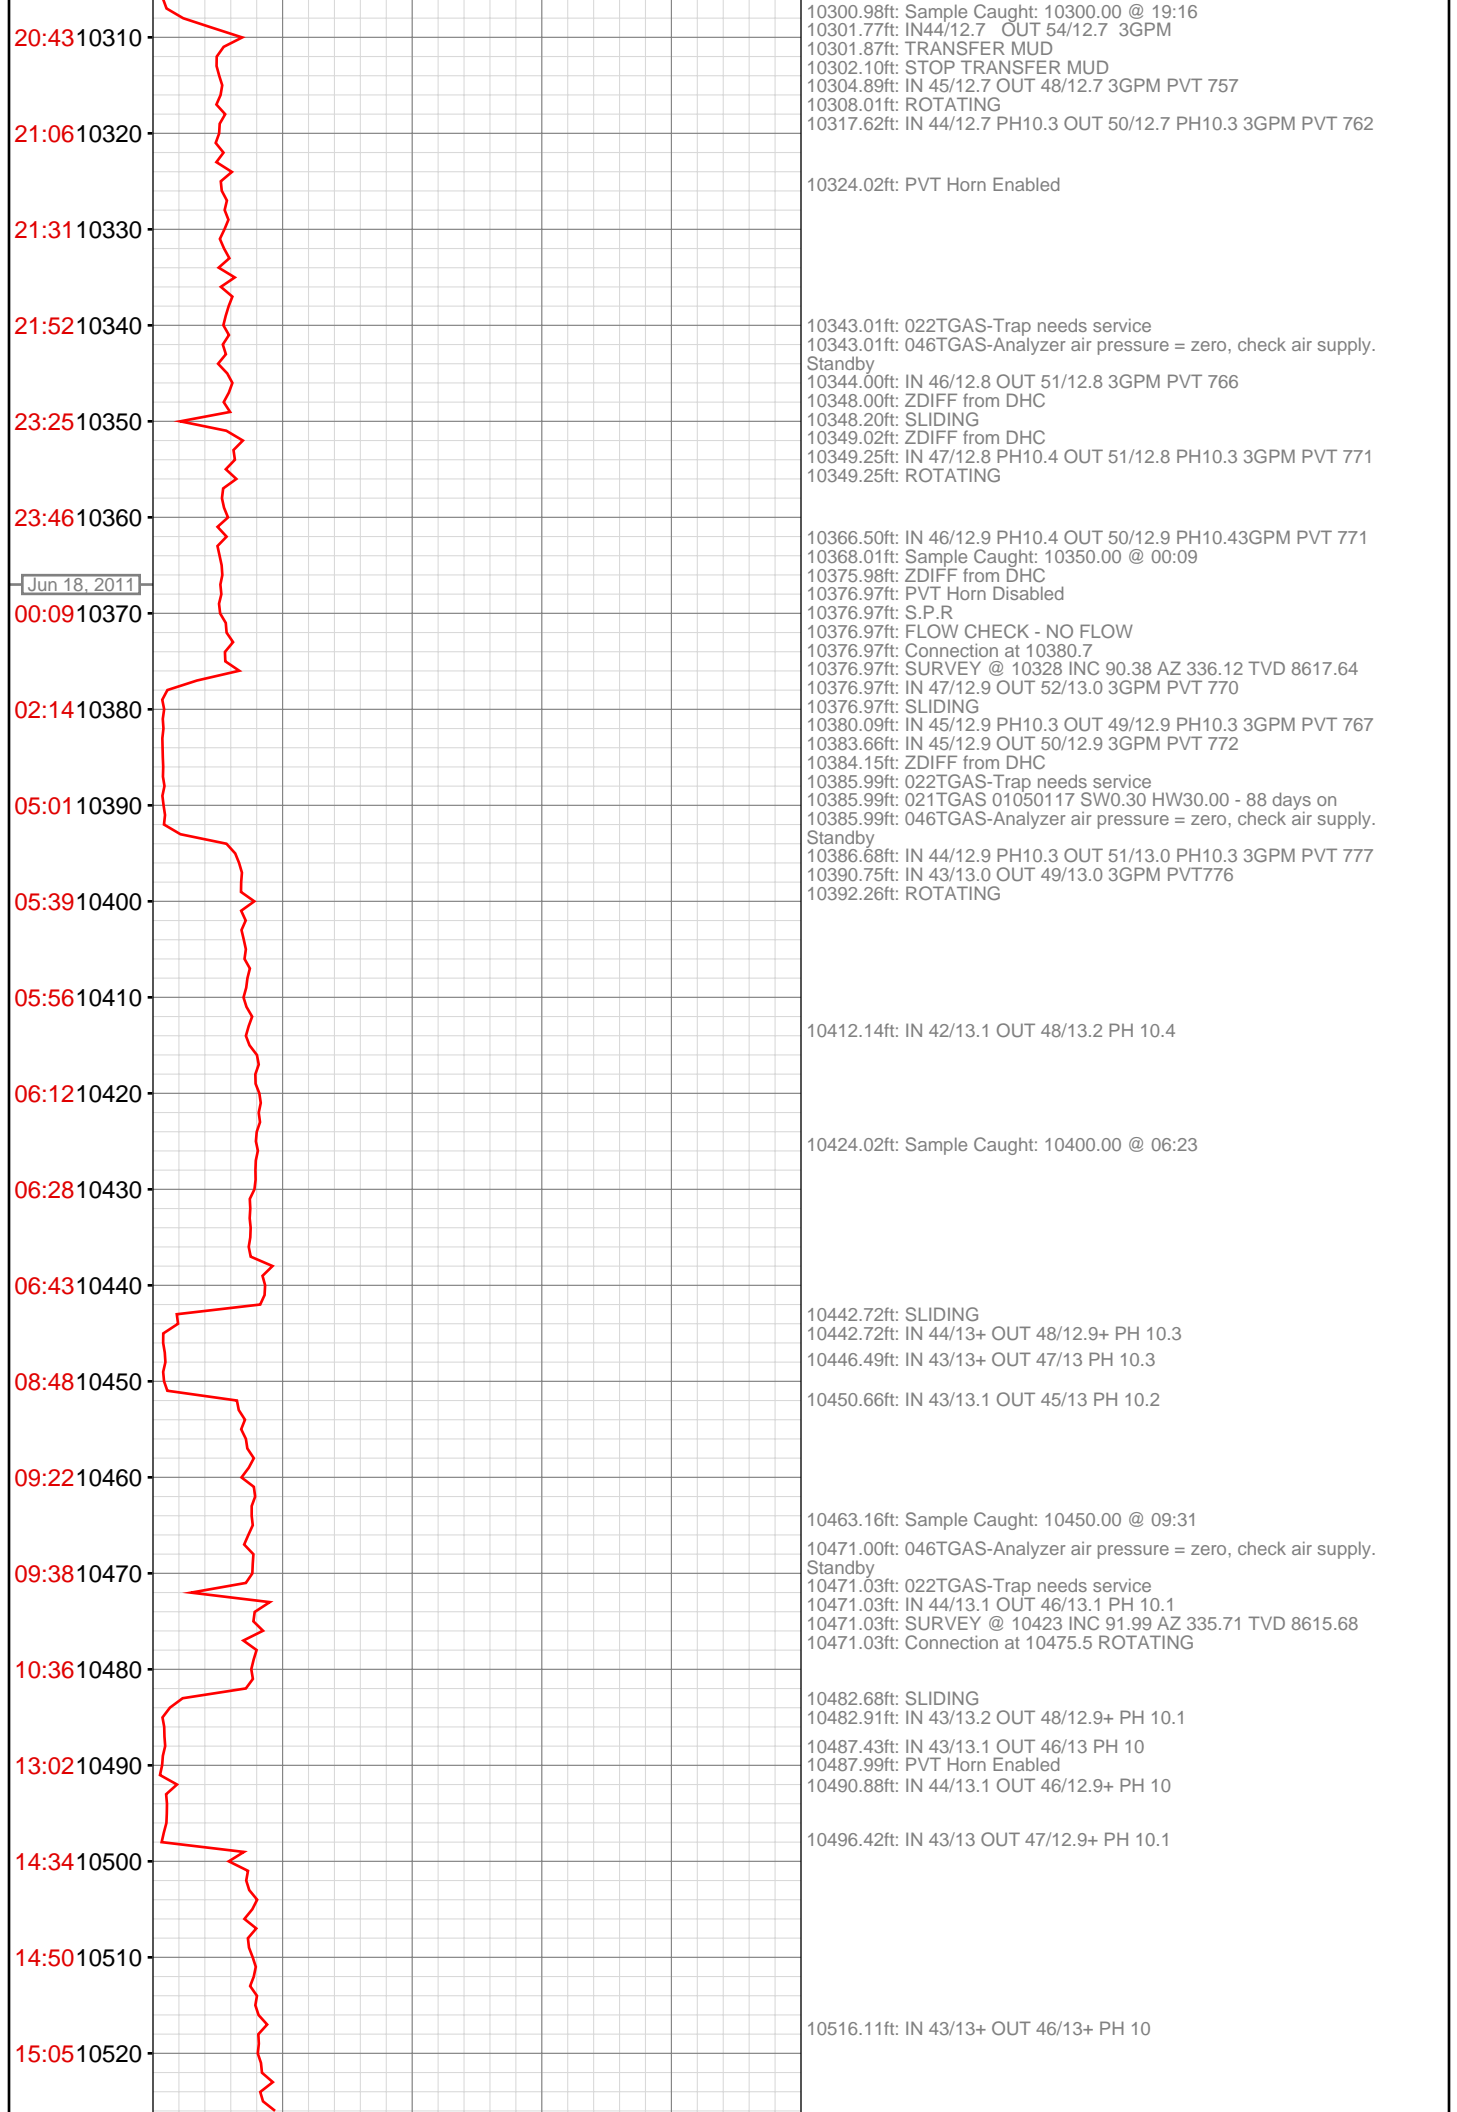 10300.98ft: Sample Caught: 10300.00 @ 19:16
10301.77ft: IN44/12.7 OUT 54/12.7 3GPM
20:43 10310
10301.87ft: TRANSFER MUD
10302.10ft: STOP TRANSFER MUD
10304.89ft: IN 45/12.7 OUT 48/12.7 3GPM PVT 757
10308.01ft: ROTATING
10317.62ft: IN 44/12.7 PH10.3 OUT 50/12.7 PH10.3 3GPM PVT 762
21:06 10320
10324.02ft: PVT Horn Enabled
21:31 10330
21:52 10340
10343.01ft: 022TGAS-Trap needs service
10343.01ft: 046TGAS-Analyzer air pressure = zero, check air supply.
Standby
10344.00ft: IN 46/12.8 OUT 51/12.8 3GPM PVT 766
10348.00ft: ZDIFF from DHC
23:25 10350
10348.20ft: SLIDING
10349.02ft: ZDIFF from DHC
10349.25ft: IN 47/12.8 PH10.4 OUT 51/12.8 PH10.3 3GPM PVT 771
10349.25ft: ROTATING
23:46 10360
10366.50ft: IN 46/12.9 PH10.4 OUT 50/12.9 PH10.43GPM PVT 771
10368.01ft: Sample Caught: 10350.00 @ 00:09
10375.98ft: ZDIFF from DHC
Jun 18, 2011
10376.97ft: PVT Horn Disabled
00:09 10370
10376.97ft: S.P.R
10376.97ft: FLOW CHECK - NO FLOW
10376.97ft: Connection at 10380.7
10376.97ft: SURVEY @ 10328 INC 90.38 AZ 336.12 TVD 8617.64
10376.97ft: IN 47/12.9 OUT 52/13.0 3GPM PVT 770
02:14 10380
10376.97ft: SLIDING
10380.09ft: IN 45/12.9 PH10.3 OUT 49/12.9 PH10.3 3GPM PVT 767
10383.66ft: IN 45/12.9 OUT 50/12.9 3GPM PVT 772
10384.15ft: ZDIFF from DHC
10385.99ft: 022TGAS-Trap needs service
05:01 10390
10385.99ft: 021TGAS 01050117 SW0.30 HW30.00 - 88 days on
10385.99ft: 046TGAS-Analyzer air pressure = zero, check air supply.
Standby
10386.68ft: IN 44/12.9 PH10.3 OUT 51/13.0 PH10.3 3GPM PVT 777
10390.75ft: IN 43/13.0 OUT 49/13.0 3GPM PVT776
10392.26ft: ROTATING
05:39 10400
05:56 10410
10412.14ft: IN 42/13.1 OUT 48/13.2 PH 10.4
06:12 10420
10424.02ft: Sample Caught: 10400.00 @ 06:23
06:28 10430
06:43 10440
10442.72ft: SLIDING
10442.72ft: IN 44/13+ OUT 48/12.9+ PH 10.3
10446.49ft: IN 43/13+ OUT 47/13 PH 10.3
08:48 10450
10450.66ft: IN 43/13.1 OUT 45/13 PH 10.2
09:22 10460
10463.16ft: Sample Caught: 10450.00 @ 09:31
10471.00ft: 046TGAS-Analyzer air pressure = zero, check air supply.
Standby
09:38 10470
10471.03ft: 022TGAS-Trap needs service
10471.03ft: IN 44/13.1 OUT 46/13.1 PH 10.1
10471.03ft: SURVEY @ 10423 INC 91.99 AZ 335.71 TVD 8615.68
10471.03ft: Connection at 10475.5 ROTATING
10:36 10480
10482.68ft: SLIDING
10482.91ft: IN 43/13.2 OUT 48/12.9+ PH 10.1
10487.43ft: IN 43/13.1 OUT 46/13 PH 10
13:02 10490
10487.99ft: PVT Horn Enabled
10490.88ft: IN 44/13.1 OUT 46/12.9+ PH 10
10496.42ft: IN 43/13 OUT 47/12.9+ PH 10.1
14:34 10500
14:50 10510
10516.11ft: IN 43/13+ OUT 46/13+ PH 10
15:05 10520